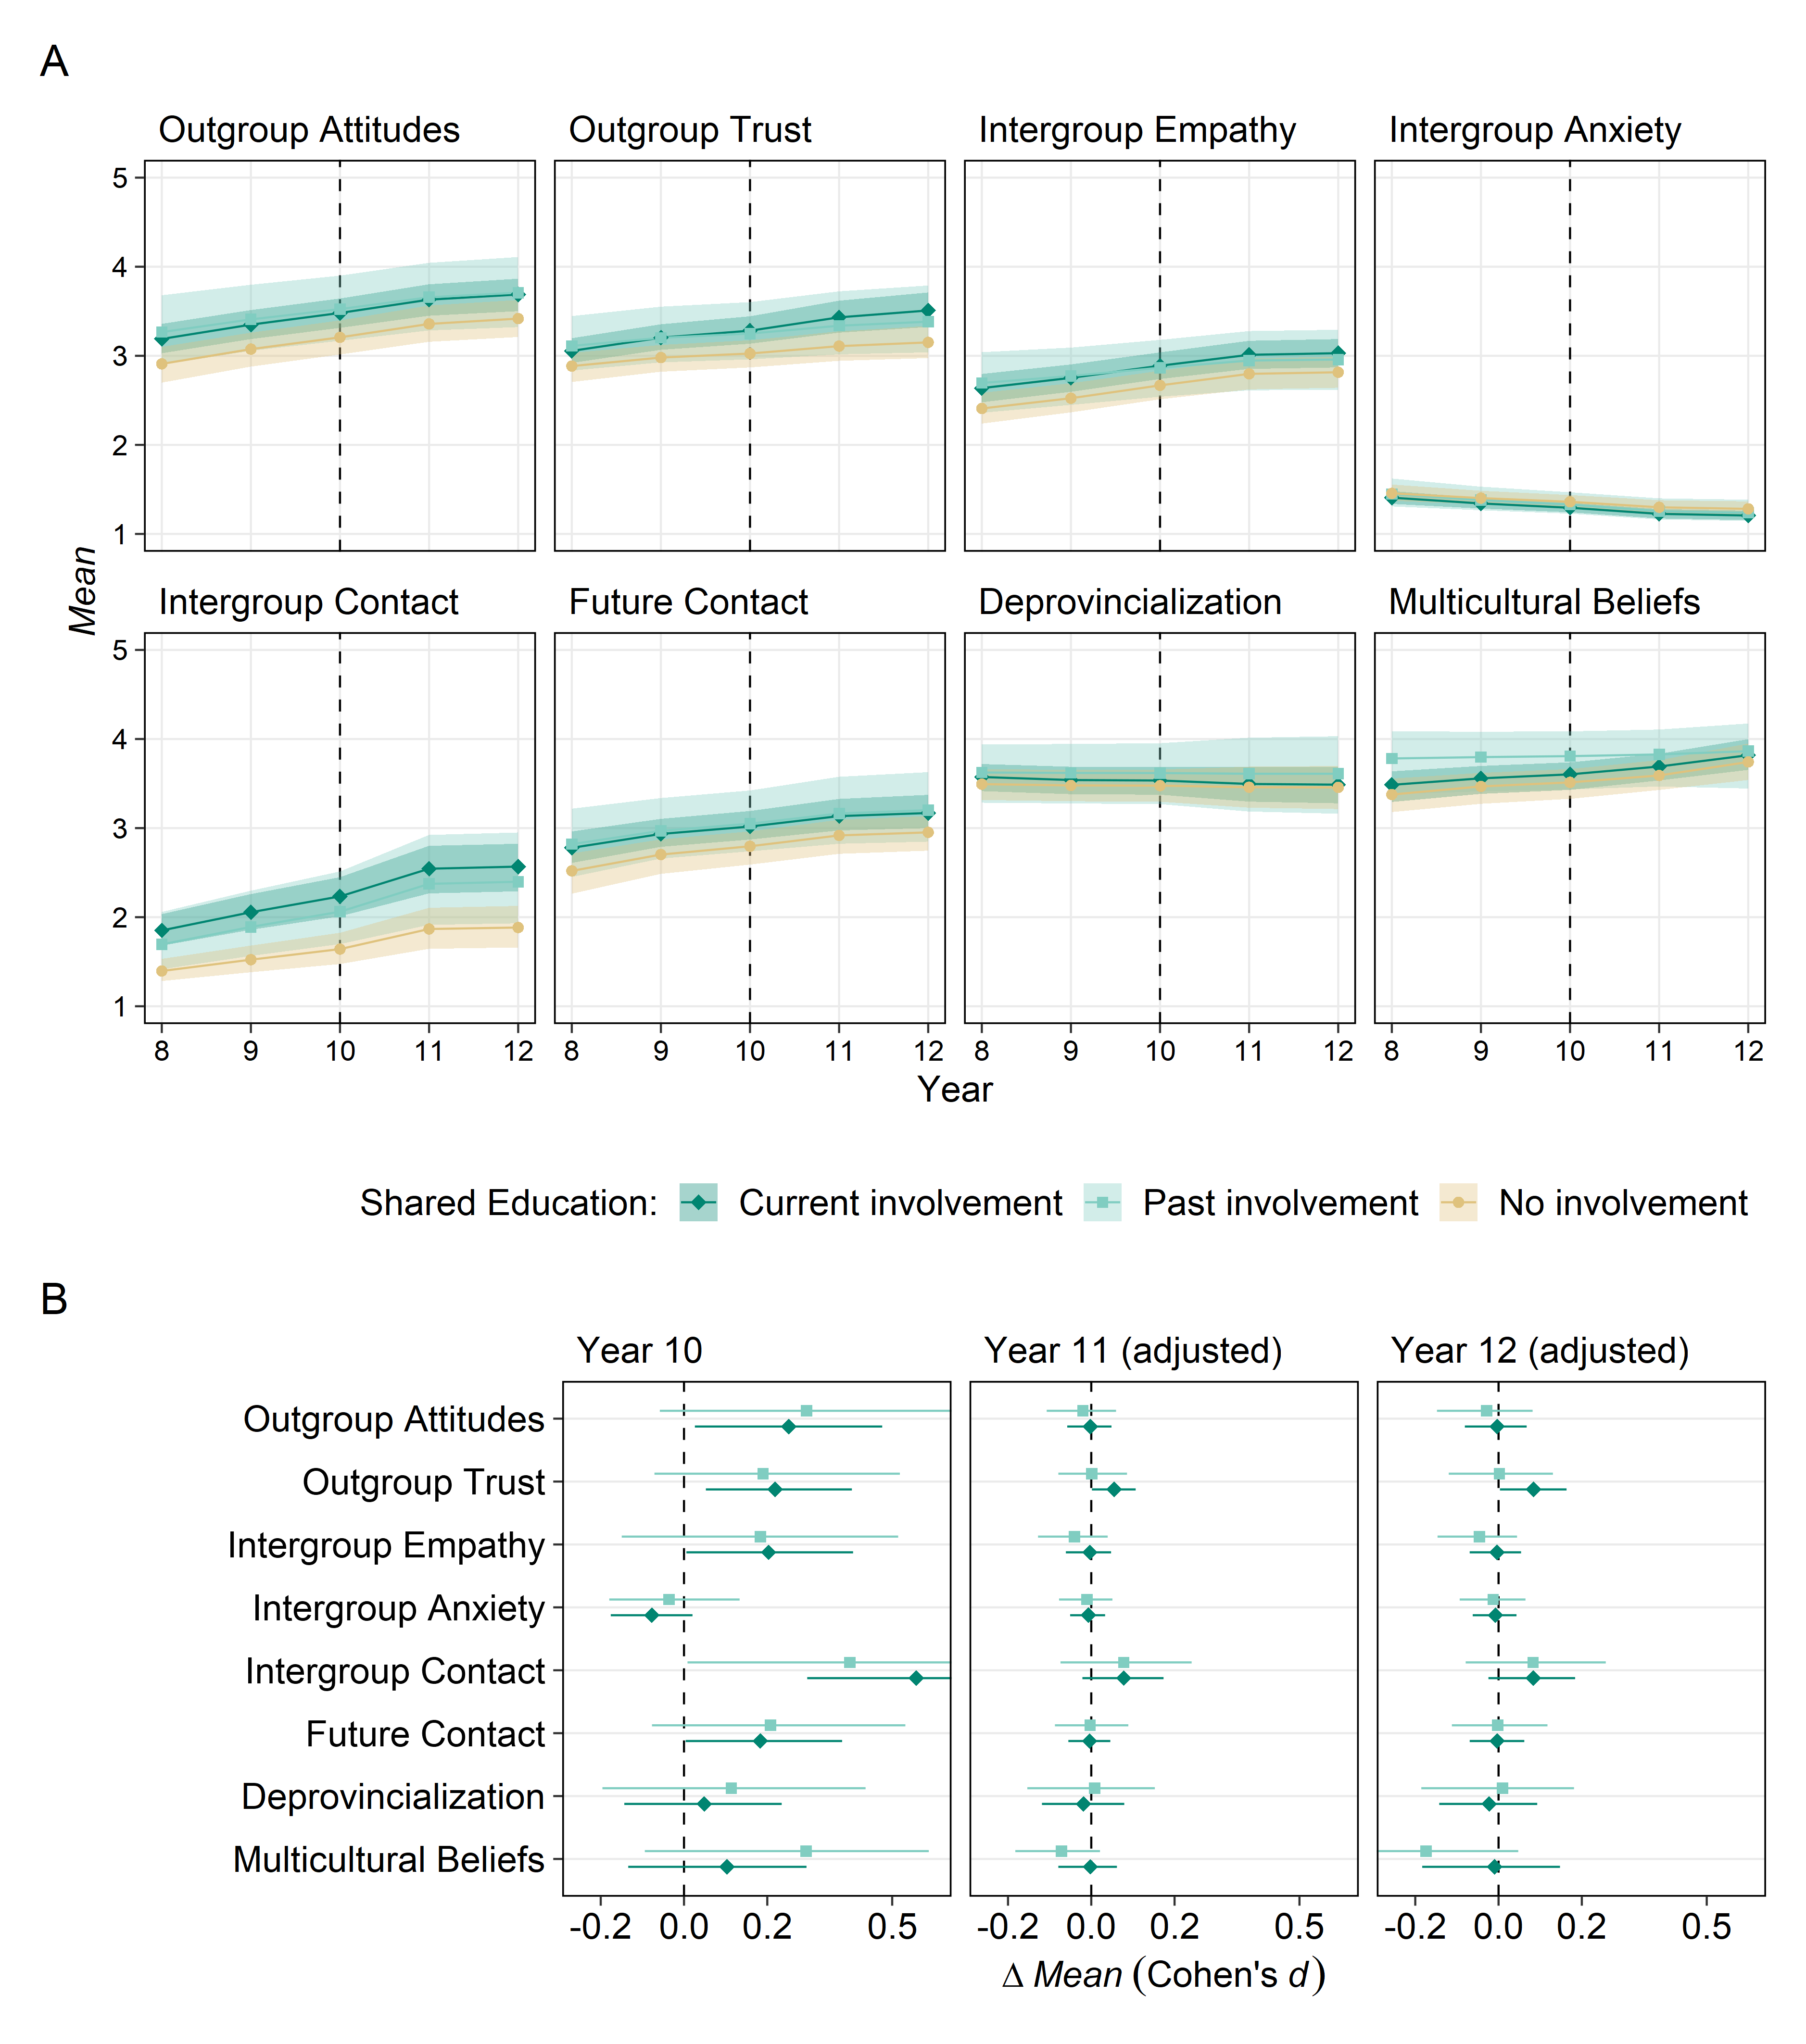 A
Outgroup Attitudes
Outgroup Trust
Intergroup Empathy
Intergroup Anxiety
5
4
3
2
1
Mean
Intergroup Contact
Future Contact
Deprovincialization
Multicultural Beliefs
5
4
3
2
1
8 9 10 11 12
8 9 10 11 12
8 9 10 11 12
8 9 10 11 12
Year
Shared Education: Current involvement Past involvement No involvement
B
Year 10
Year 11 (adjusted)
Year 12 (adjusted)
Outgroup Attitudes
Outgroup Trust
Intergroup Empathy
Intergroup Anxiety
Intergroup Contact
Future Contact
Deprovincialization
Multicultural Beliefs
-0.2 0.0 0.2 0.5
-0.2 0.0 0.2 0.5
-0.2 0.0 0.2 0.5
Δ Mean (Cohen's d)